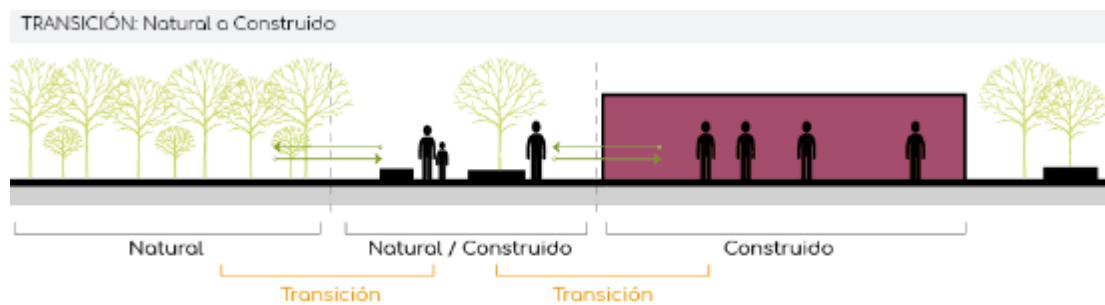 TRANSICIÓN: Natural a Construido
Natural
Natural / Construido
Construido
Transición
Transición